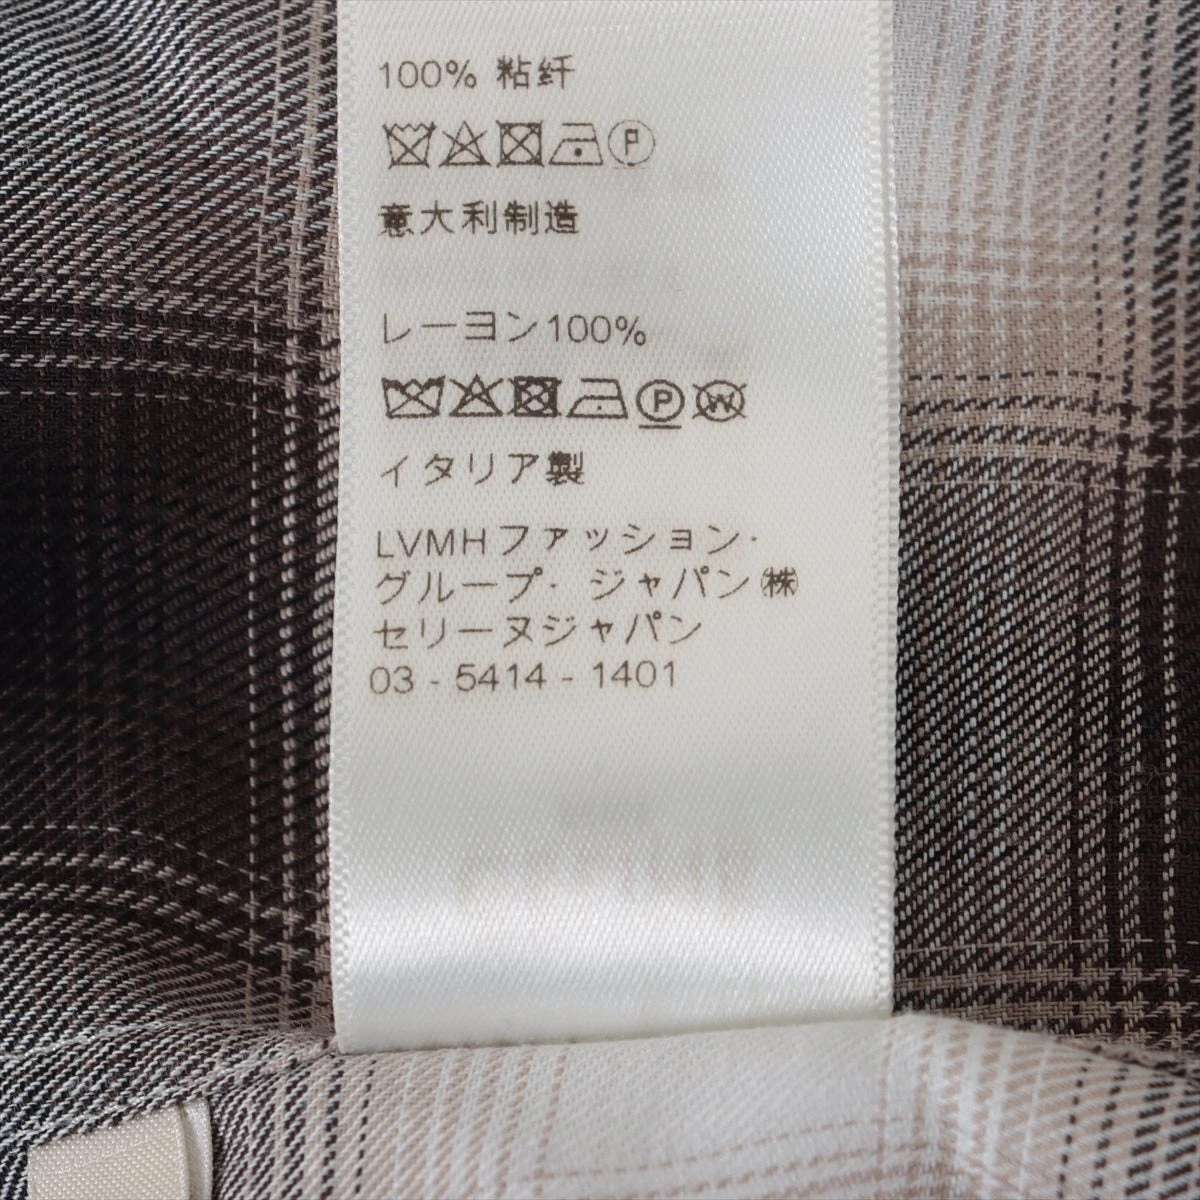 100% 粘纤
P
意大利制造
レーヨン100%
P W
イタリア製
LVMHファッション・
グループ・ジャパン㈱
セリーヌジャパン
03 - 5414 - 1401